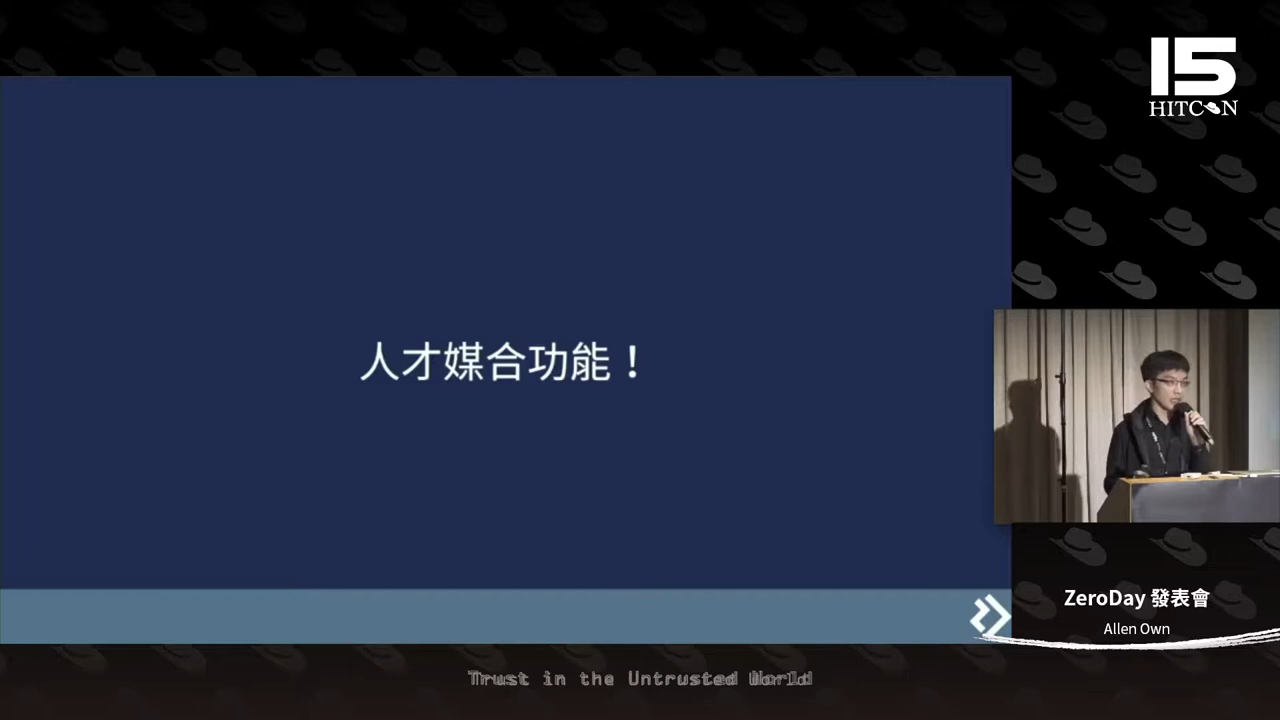 15
HITCON
人才媒合功能！
ZeroDay 發表會
Allen Own
Trust in the Untrusted World